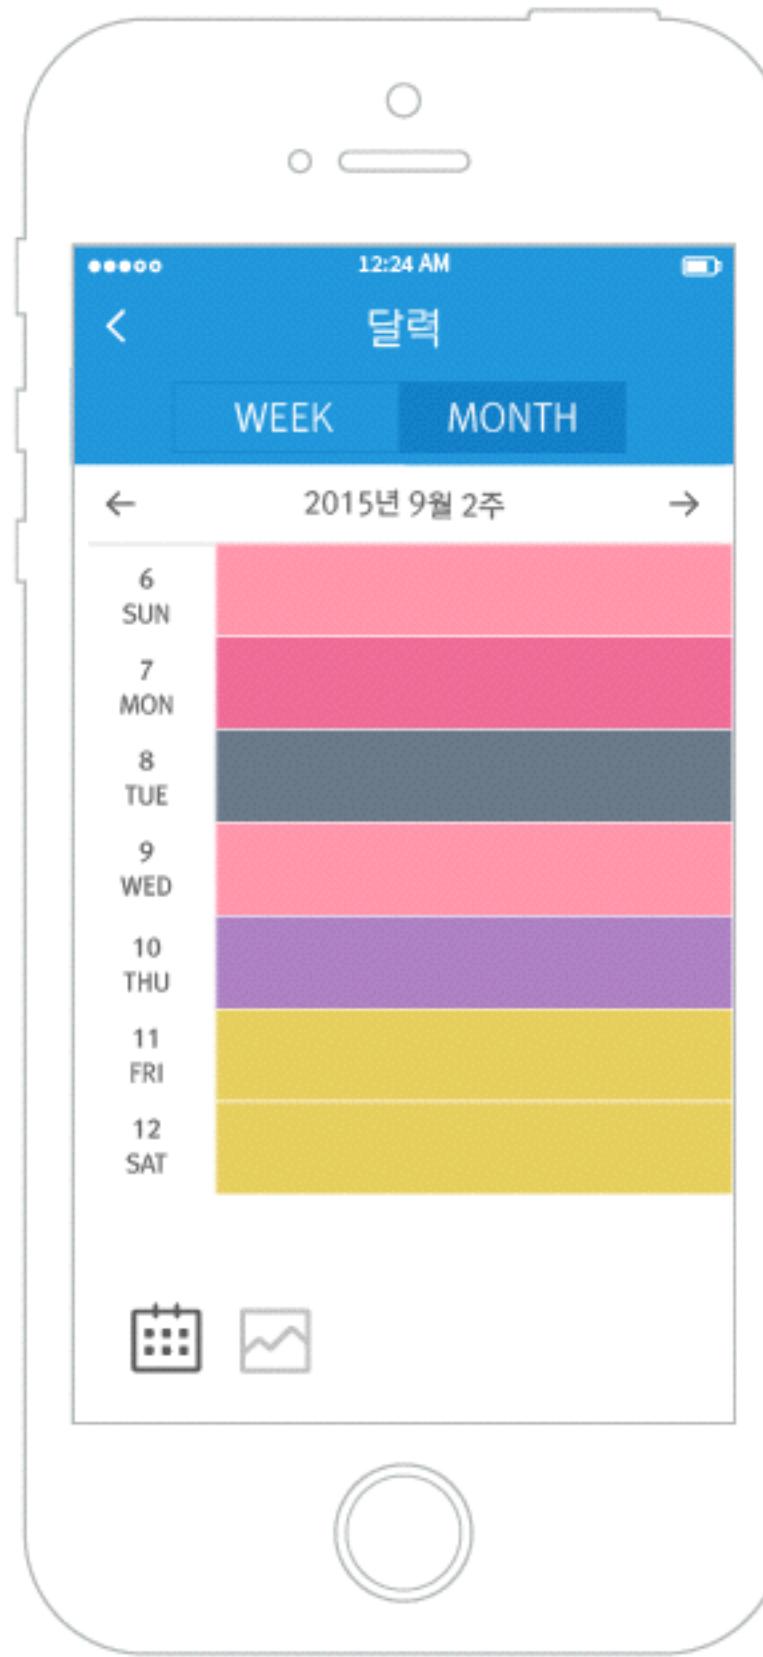 12:24 AM
달력
WEEK MONTH
2015년 9월 2주
6
SUN
7
MON
8
TUE
9
WED
10
THU
11
FRI
12
SAT